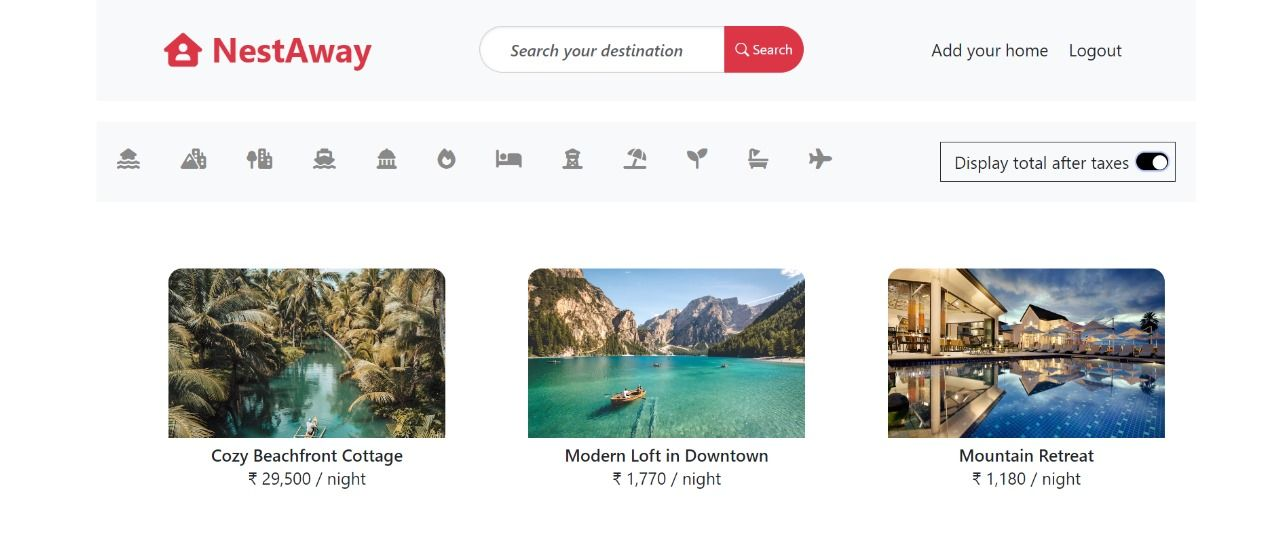 NestAway
Search your destination
Search
Add your home
Logout
Display total after taxes
Cozy Beachfront Cottage
₹ 29,500 / night
Modern Loft in Downtown
₹ 1,770 / night
Mountain Retreat
₹ 1,180 / night